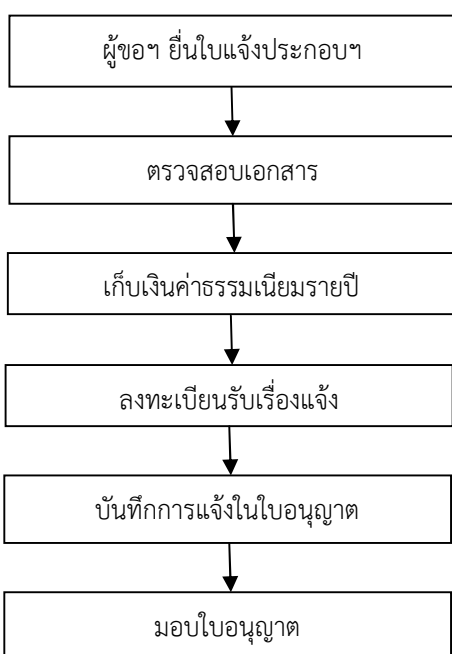 ผู้ขอฯ ยื่นใบแจ้งประกอบฯ
ตรวจสอบเอกสาร
เก็บเงินค่าธรรมเนียมรายปี
ลงทะเบียนรับเรื่องแจ้ง
บันทึกการแจ้งในใบอนุญาต
มอบใบอนุญาต